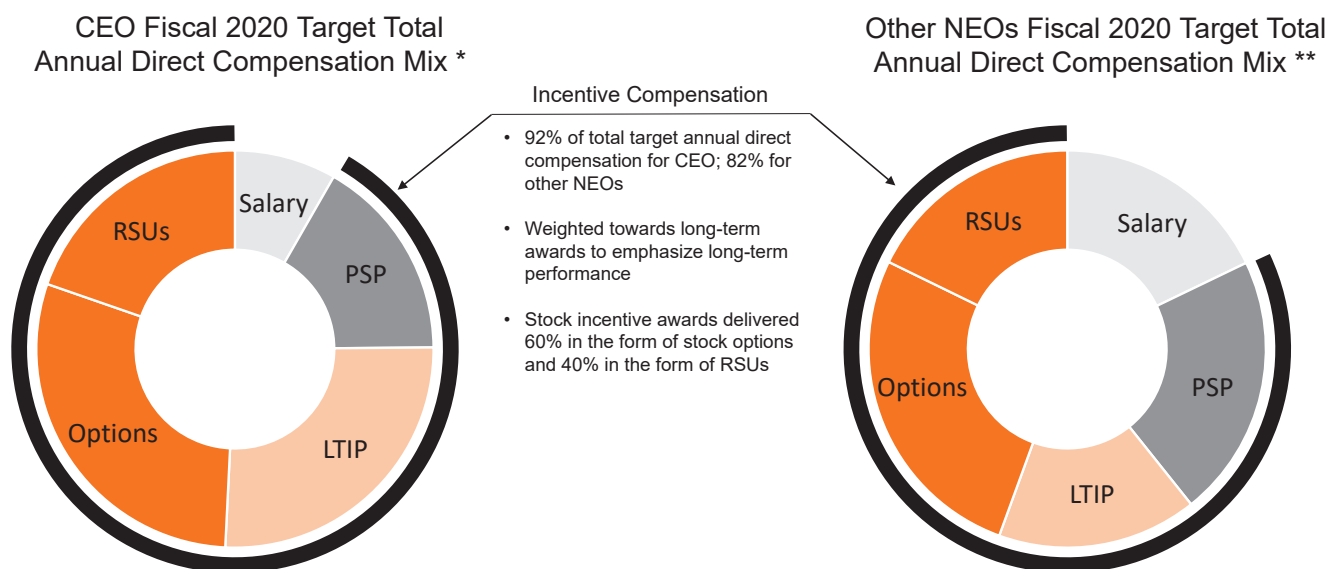 CEO Fiscal 2020 Target Total
Annual Direct Compensation Mix *
Other NEOs Fiscal 2020 Target Total
Annual Direct Compensation Mix **
Incentive Compensation
• 92% of total target annual direct
compensation for CEO; 82% for
other NEOs
• Weighted towards long-term
awards to emphasize long-term
performance
• Stock incentive awards delivered
60% in the form of stock options
and 40% in the form of RSUs
Salary
PSP
LTIP
Options
RSUs
Salary
PSP
LTIP
Options
RSUs